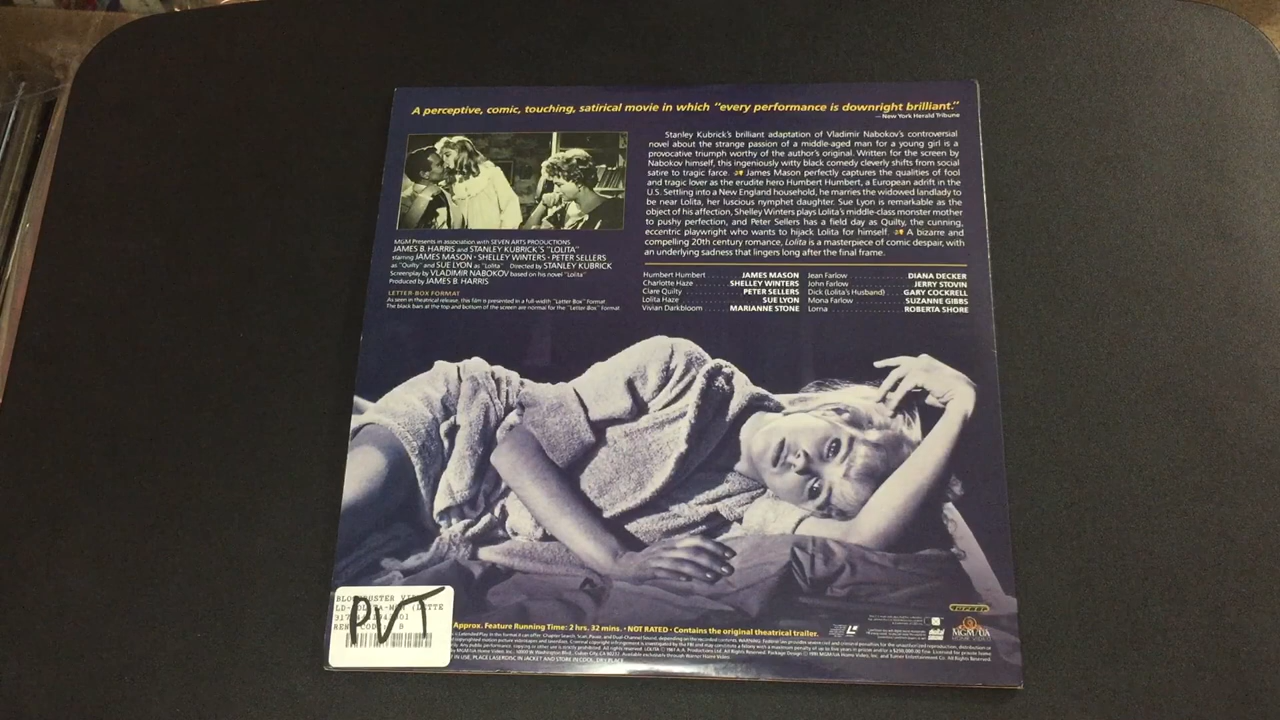 A perceptive, comic, touching, satirical movie in which "every performance is downright brilliant."
— New York Herald Tribune
Stanley Kubrick's brilliant adaptation of Vladimir Nabokov's controversial
novel about the strange passion of a middle-aged man for a young girl is a
provocative triumph worthy of the author's original. Written for the screen by
Nabokov himself, this ingeniously witty black comedy cleverly shifts from social
satire to tragic farce. James Mason perfectly captures the qualities of fool
and tragic lover as the erudite hero Humbert Humbert, a European adrift in the
U.S. Settling into a New England household, he marries the widowed landlady to
be near Lolita, her luscious nymphet daughter. Sue Lyon is remarkable as the
object of his affection, Shelley Winters plays Lolita's middle-class monster mother
to pushy perfection, and Peter Sellers has a field day as Quilty, the cunning,
eccentric playwright who wants to hijack Lolita for himself. A bizarre and
compelling 20th century romance, Lolita is a masterpiece of comic despair, with
an underlying sadness that lingers long after the final frame.
MGM Presents in association with SEVEN ARTS PRODUCTIONS
JAMES B. HARRIS and STANLEY KUBRICK'S "LOLITA"
starring JAMES MASON • SHELLEY WINTERS • PETER SELLERS
as "Quilty" and SUE LYON as "Lolita" Directed by STANLEY KUBRICK
Screenplay by VLADIMIR NABOKOV based on his novel "Lolita"
Produced by JAMES B. HARRIS
LETTER-BOX FORMAT
As seen in theatrical release, this film is presented in a full-width "Letter-Box" format.
The black bars at the top and bottom of the screen are normal for the "Letter-Box" format.
Humbert Humbert JAMES MASON
Charlotte Haze SHELLEY WINTERS
Clare Quilty PETER SELLERS
Lolita Haze SUE LYON
Vivian Darkbloom MARIANNE STONE
Jean Farlow DIANA DECKER
John Farlow JERRY STOVIN
Dick (Lolita's Husband) GARY COCKRELL
Mona Farlow SUZANNE GIBBS
Lorna ROBERTA SHORE
PVT
Approx. Feature Running Time: 2 hrs. 32 mins. • NOT RATED • Contains the original theatrical trailer.
IN USE, PLACE LASERDISC IN JACKET AND STORE IN COOL, DRY PLACE.
MGM/UA